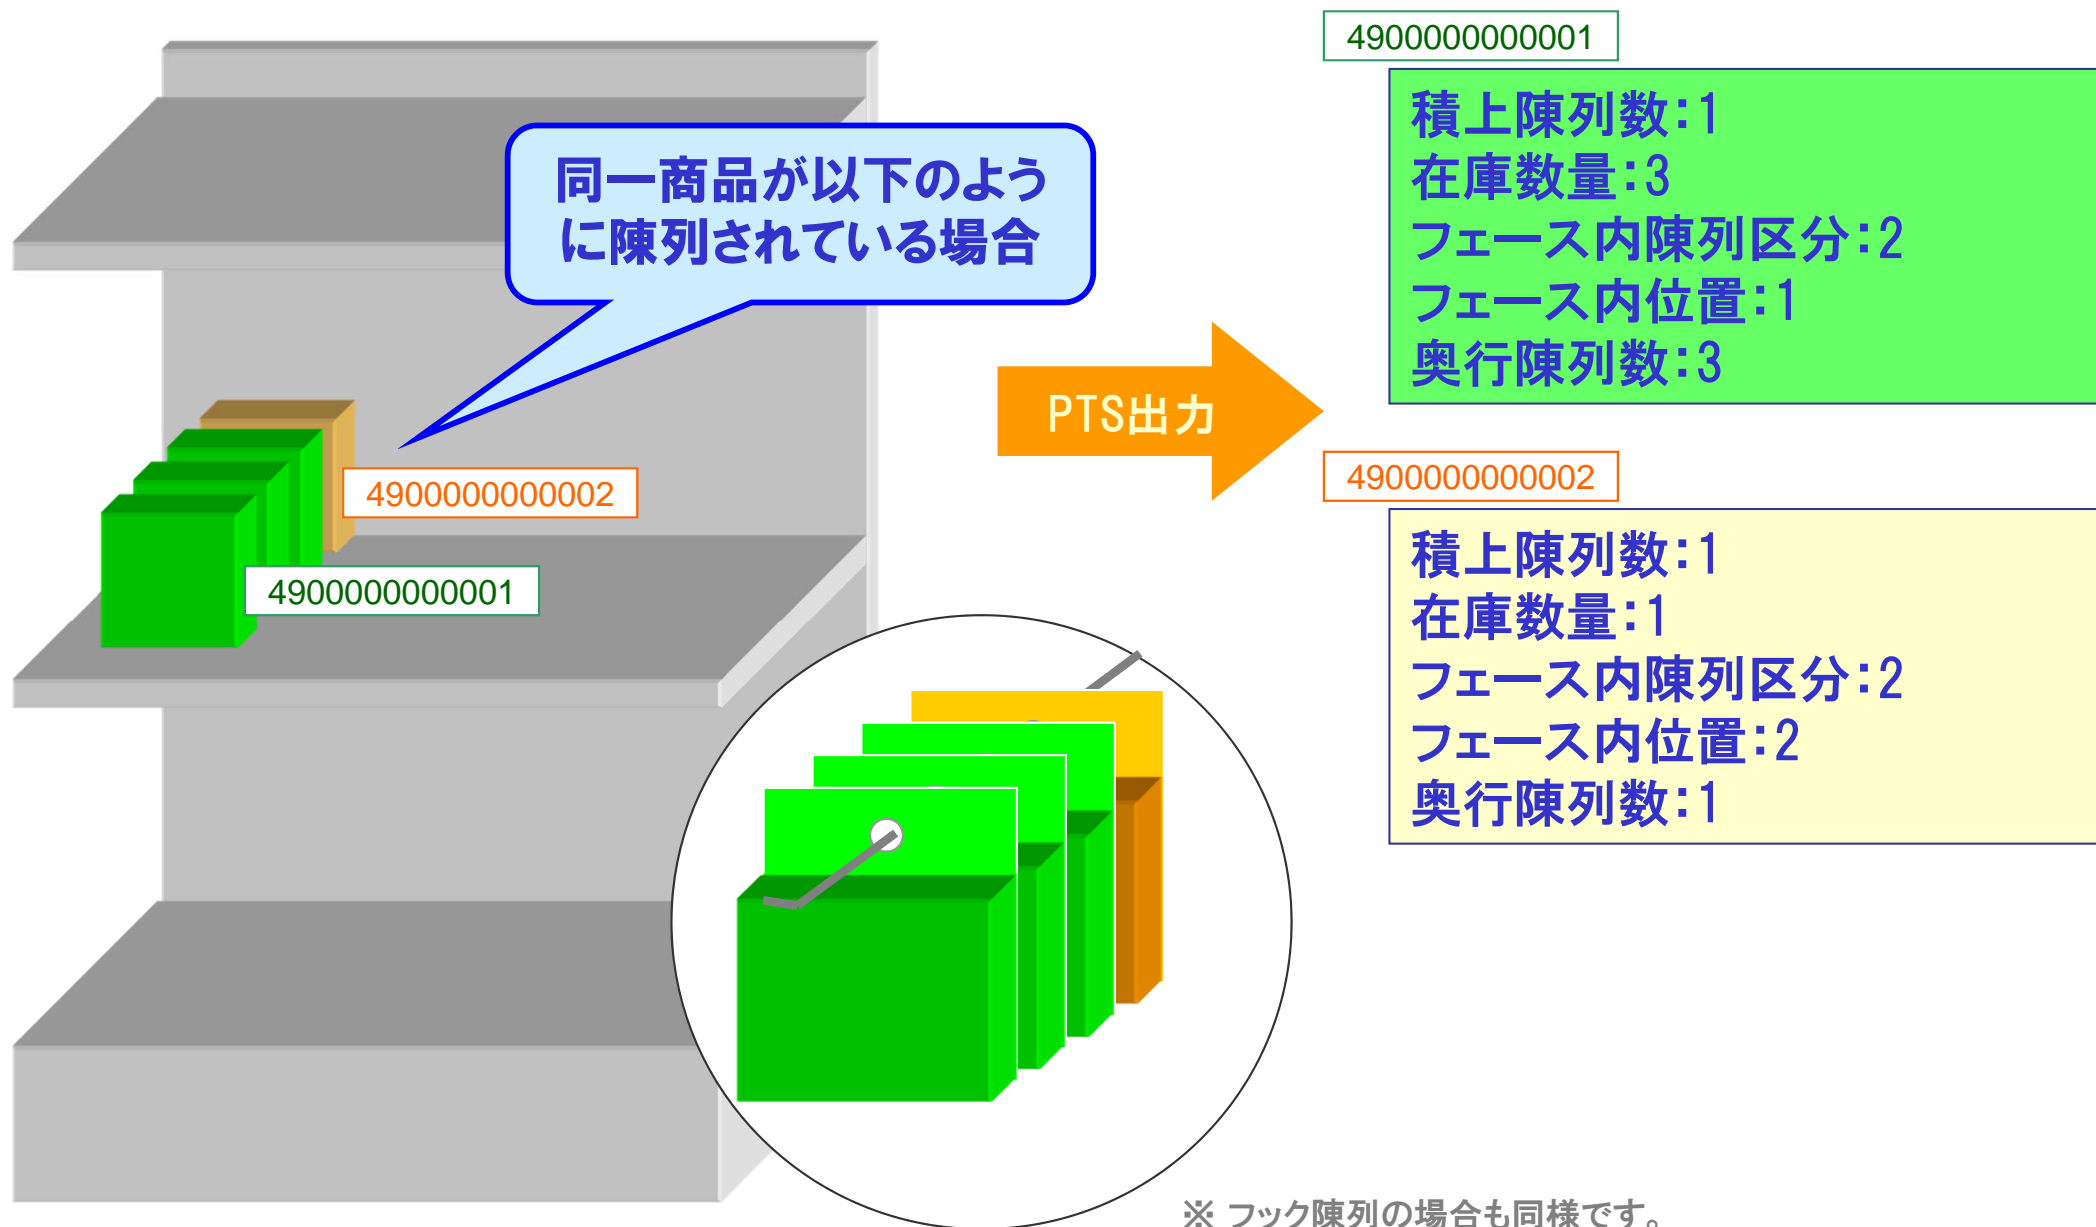 同一商品が以下のよう
に陳列されている場合
4900000000002
4900000000001
PTS出力
4900000000001
積上陳列数：1
在庫数量：3
フェース内陳列区分：2
フェース内位置：1
奥行陳列数：3
4900000000002
積上陳列数：1
在庫数量：1
フェース内陳列区分：2
フェース内位置：2
奥行陳列数：1
※ フック陳列の場合も同様です。